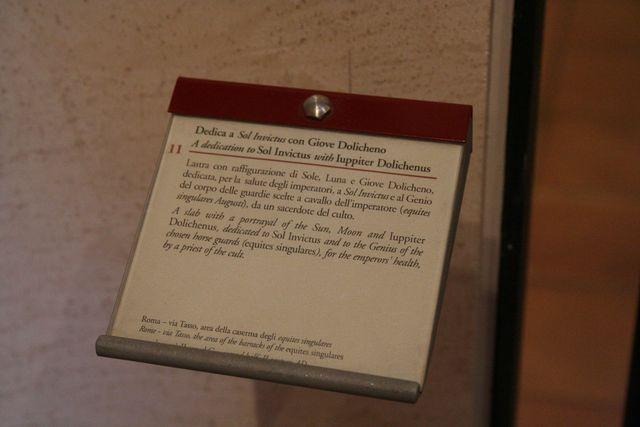 Dedica a Sol Invictus con Giove Dolicheno
A dedication to Sol Invictus with Iuppiter Dolichenus
11
Lastra con raffigurazione di Sole, Luna e Giove Dolicheno,
dedicata, per la salute degli imperatori, a Sol Invictus e al Genio
del corpo delle guardie scelte a cavallo dell'imperatore (equites
singulares Augusti), da un sacerdote del culto.
A slab with a portrayal of the Sun, Moon and Iuppiter
Dolichenus, dedicated to Sol Invictus and to the Genius of the
chosen horse guards (equites singulares), for the emperors' health,
by a priest of the cult.
Roma – via Tasso, area della caserma degli equites singulares
Rome – via Tasso, the area of the barracks of the equites singulares